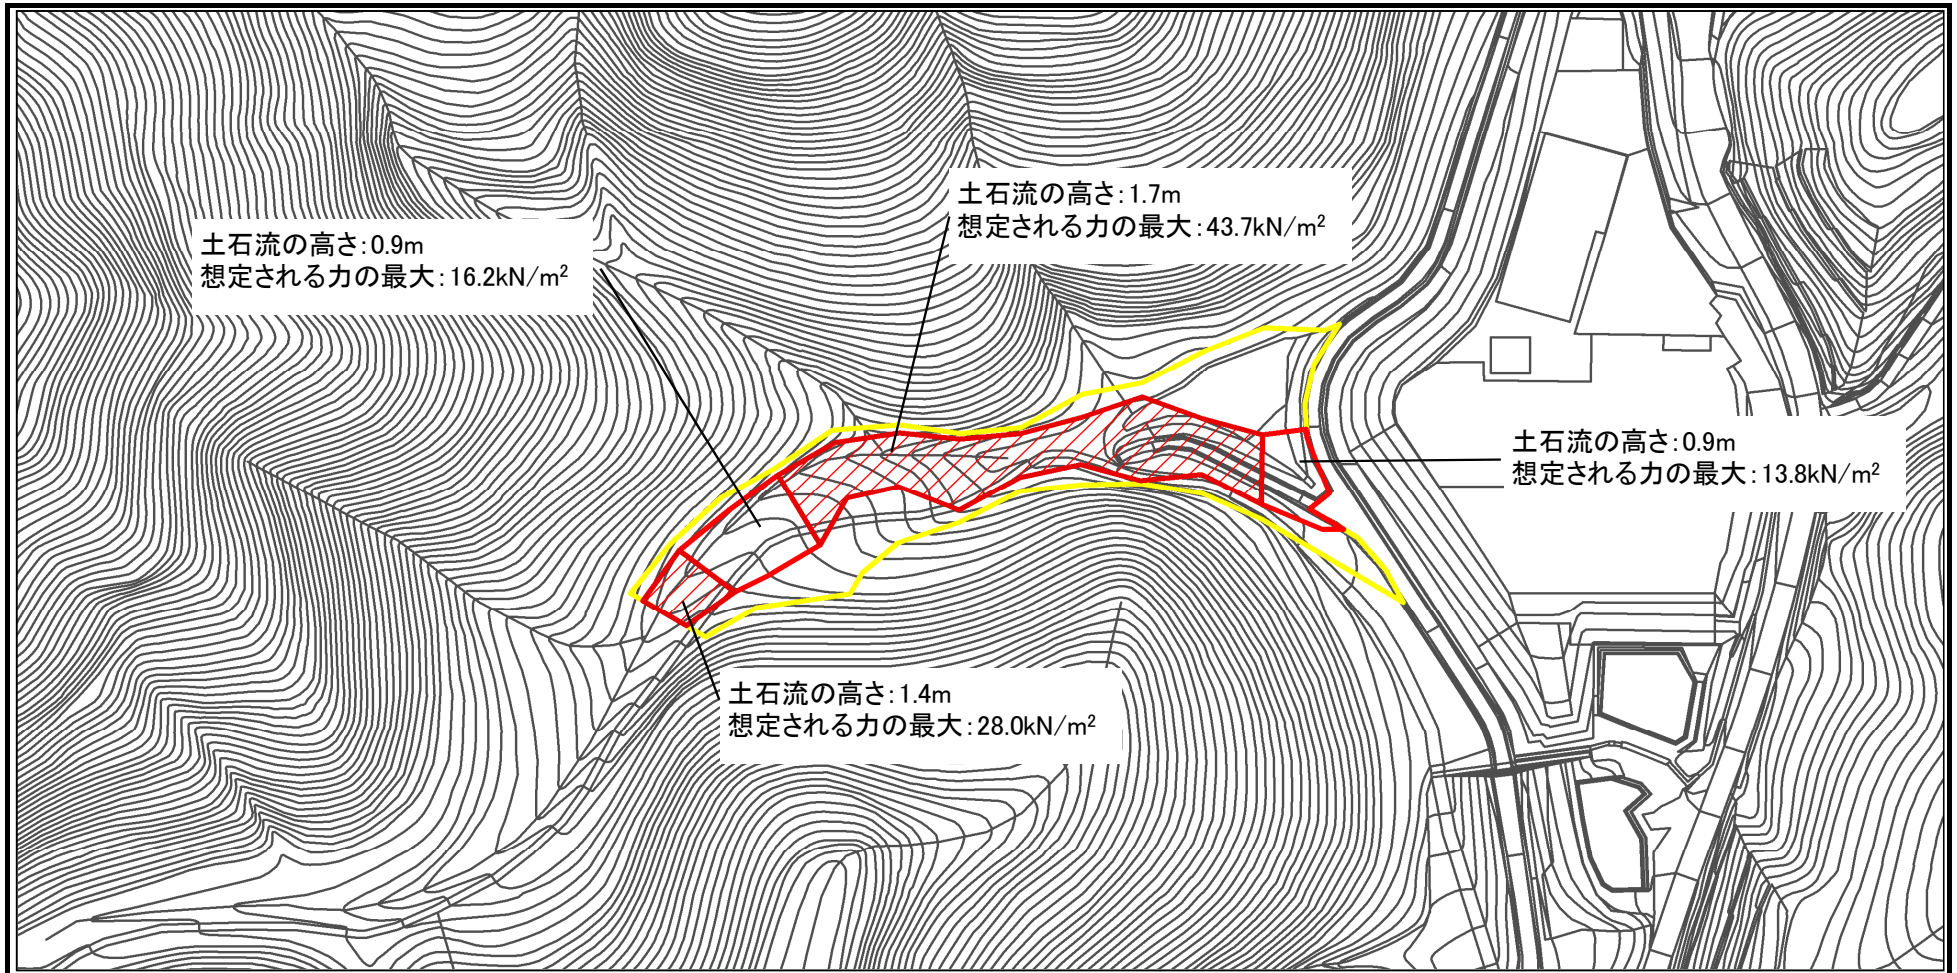 土石流の高さ:1.7m
想定される力の最大:43.7kN/m²
土石流の高さ:0.9m
想定される力の最大:16.2kN/m²
土石流の高さ:0.9m
想定される力の最大:13.8kN/m²
土石流の高さ:1.4m
想定される力の最大:28.0kN/m²